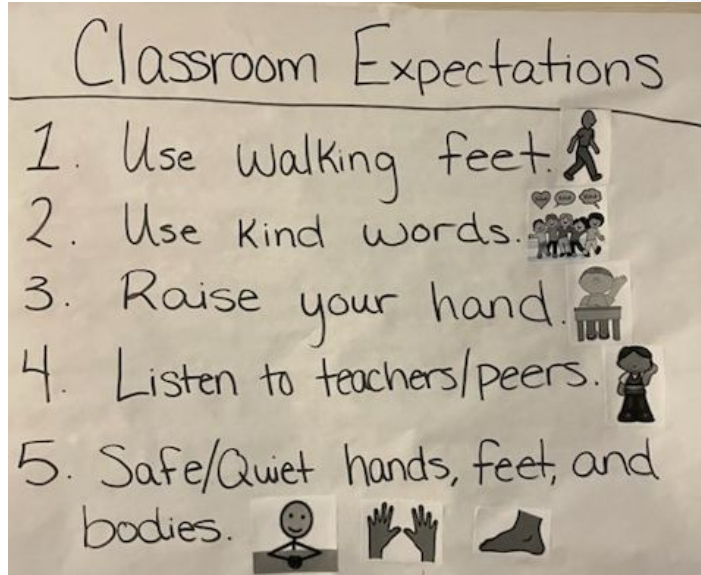 Classroom Expectations
1. Use walking feet.
2. Use kind words.
3. Raise your hand.
4. Listen to teachers/peers.
5. Safe/Quiet hands, feet, and
bodies.